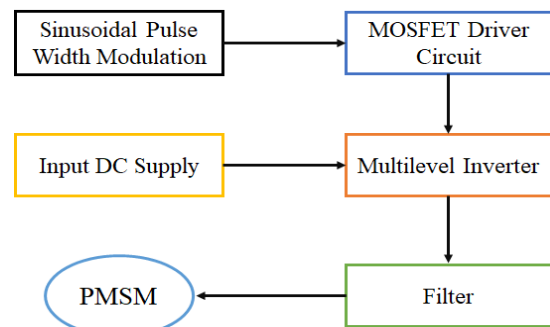 Sinusoidal Pulse
Width Modulation
MOSFET Driver
Circuit
Input DC Supply
Multilevel Inverter
PMSM
Filter